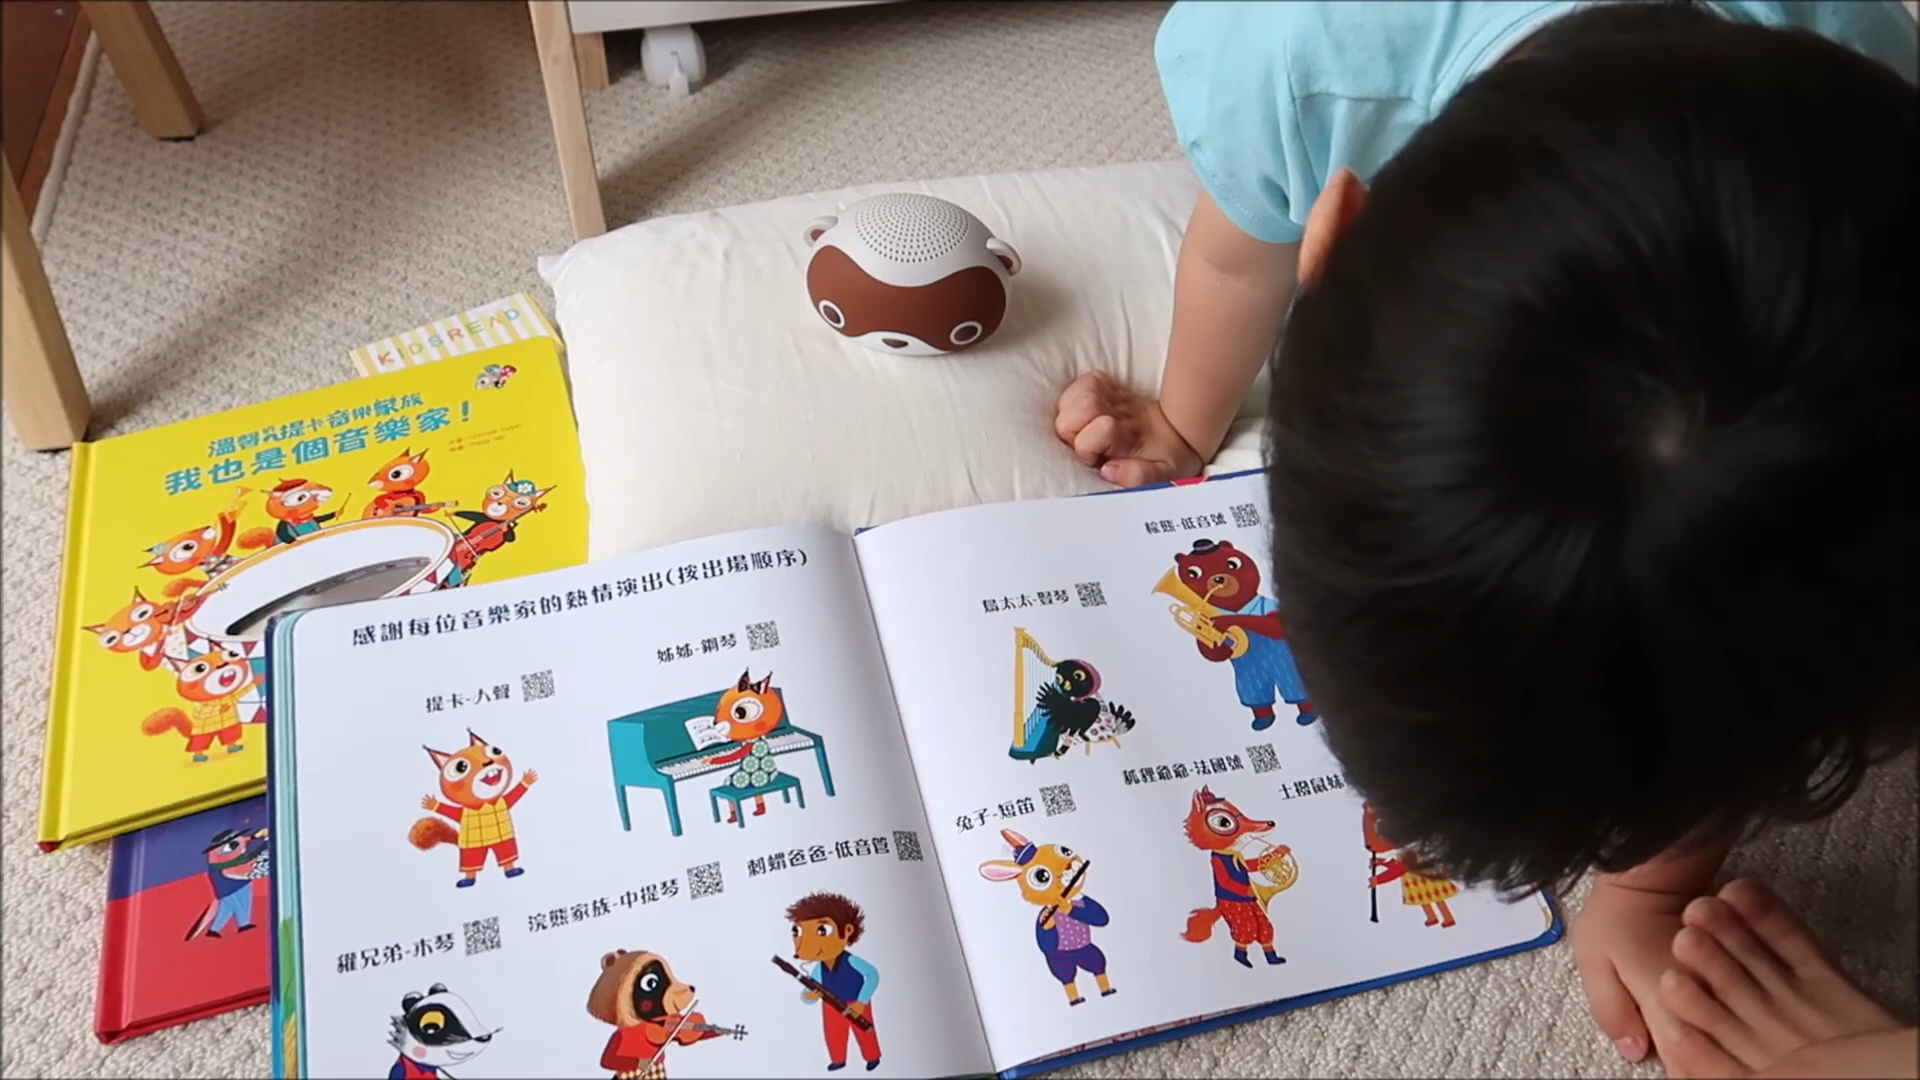 KIDSREAD
溫馨的提卡音樂家族
我也是個音樂家!
感謝每位音樂家的熱情演出(按出場順序)
提卡-人聲
姊姊-鋼琴
獾兄弟-木琴
浣熊家族-中提琴
刺蝟爸爸-低音管
鳥太太-豎琴
棕熊-低音號
兔子-短笛
狐狸爺爺-法國號
土撥鼠妹